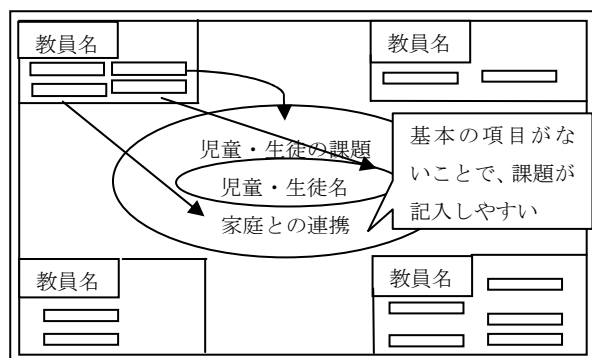 教員名
教員名
児童・生徒の課題
児童・生徒名
家庭との連携
基本の項目がな
いことで、課題が
記入しやすい
教員名
教員名